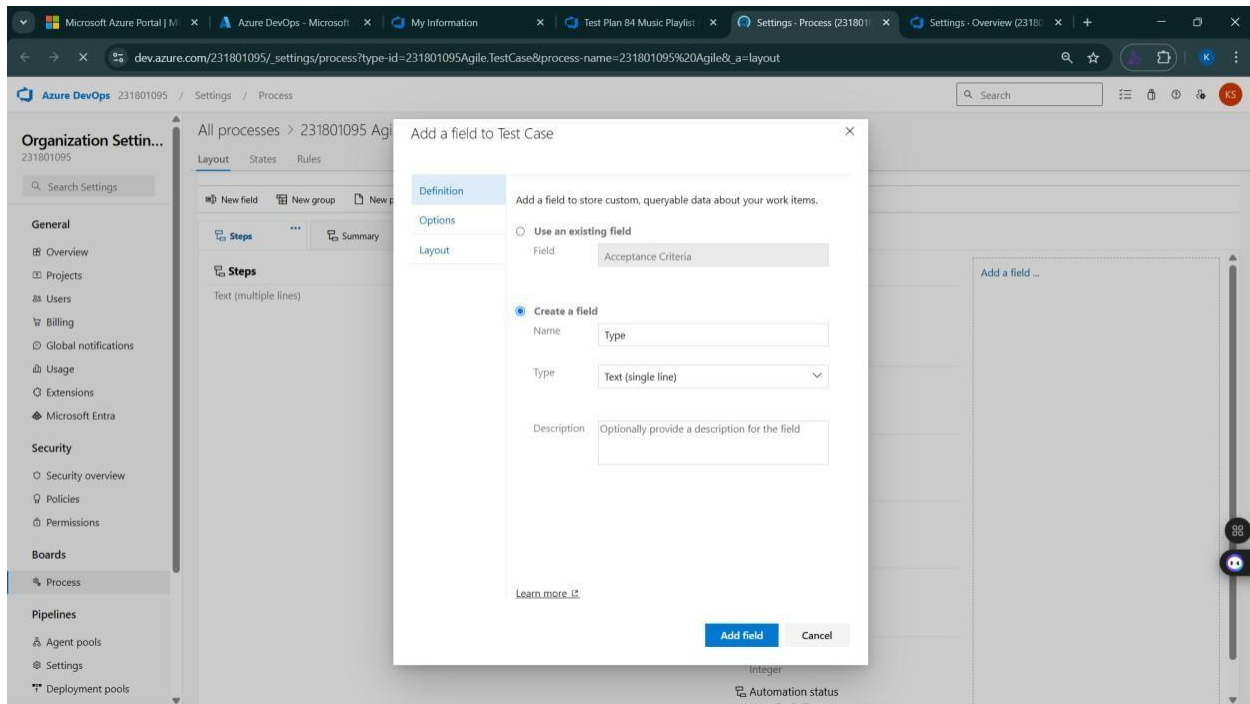 Microsoft Azure Portal | Mi
Azure DevOps - Microsoft
My Information
Test Plan 84 Music Playlist
Settings - Process (2318010
Settings - Overview (23180
dev.azure.com/231801095/_settings/process?type-id=231801095Agile.TestCase&process-name=231801095%20Agile&_a=layout
K
Azure DevOps 231801095 / Settings / Process
Search
KS
Organization Settin...
231801095
Search Settings
General
Overview
Projects
Users
Billing
Global notifications
Usage
Extensions
Microsoft Entra
Security
Security overview
Policies
Permissions
Boards
Process
Pipelines
Agent pools
Settings
Deployment pools
All processes > 231801095 Agi
Layout States Rules
New field New group New p
Steps ... Summary
Steps
Text (multiple lines)
Add a field to Test Case
Definition
Options
Layout
Add a field to store custom, queryable data about your work items.
Use an existing field
Field Acceptance Criteria
Create a field
Name Type
Type Text (single line)
Description Optionally provide a description for the field
Learn more
Add field Cancel
Add a field ...
Integer
Automation status